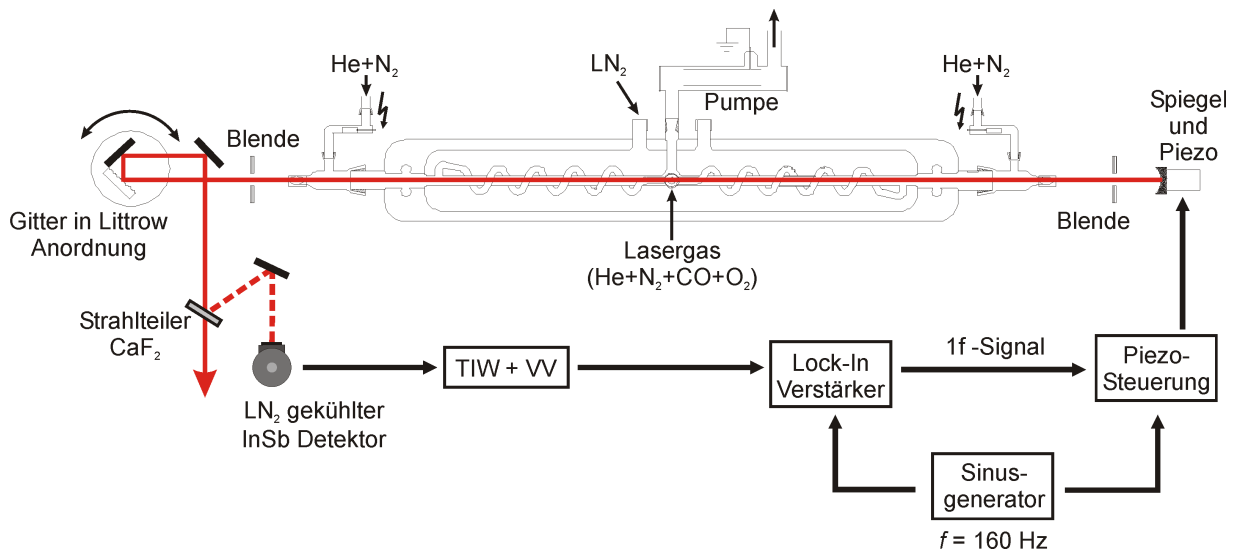 He+N₂
LN₂
Pumpe
He+N₂
Spiegel
und
Piezo
Blende
Gitter in Littrow
Anordnung
Blende
Lasergas
(He+N₂+CO+O₂)
Strahlteiler
CaF₂
LN₂ gekühlter
InSb Detektor
TIW + VV
Lock-In
Verstärker
1f -Signal
Piezo-
Steuerung
Sinus-
generator
f = 160 Hz